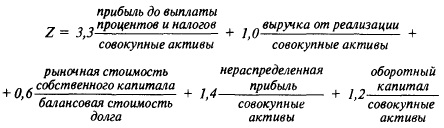 прибыль до выплаты
Z = 3,3 процентов и налогов + 1,0 выручка от реализации +
совокупные активы совокупные активы
рыночная стоимость нераспределенная оборотный
+ 0,6 собственного капитала + 1,4 прибыль + 1,2 капитал
балансовая стоимость совокупные совокупные
долга активы активы